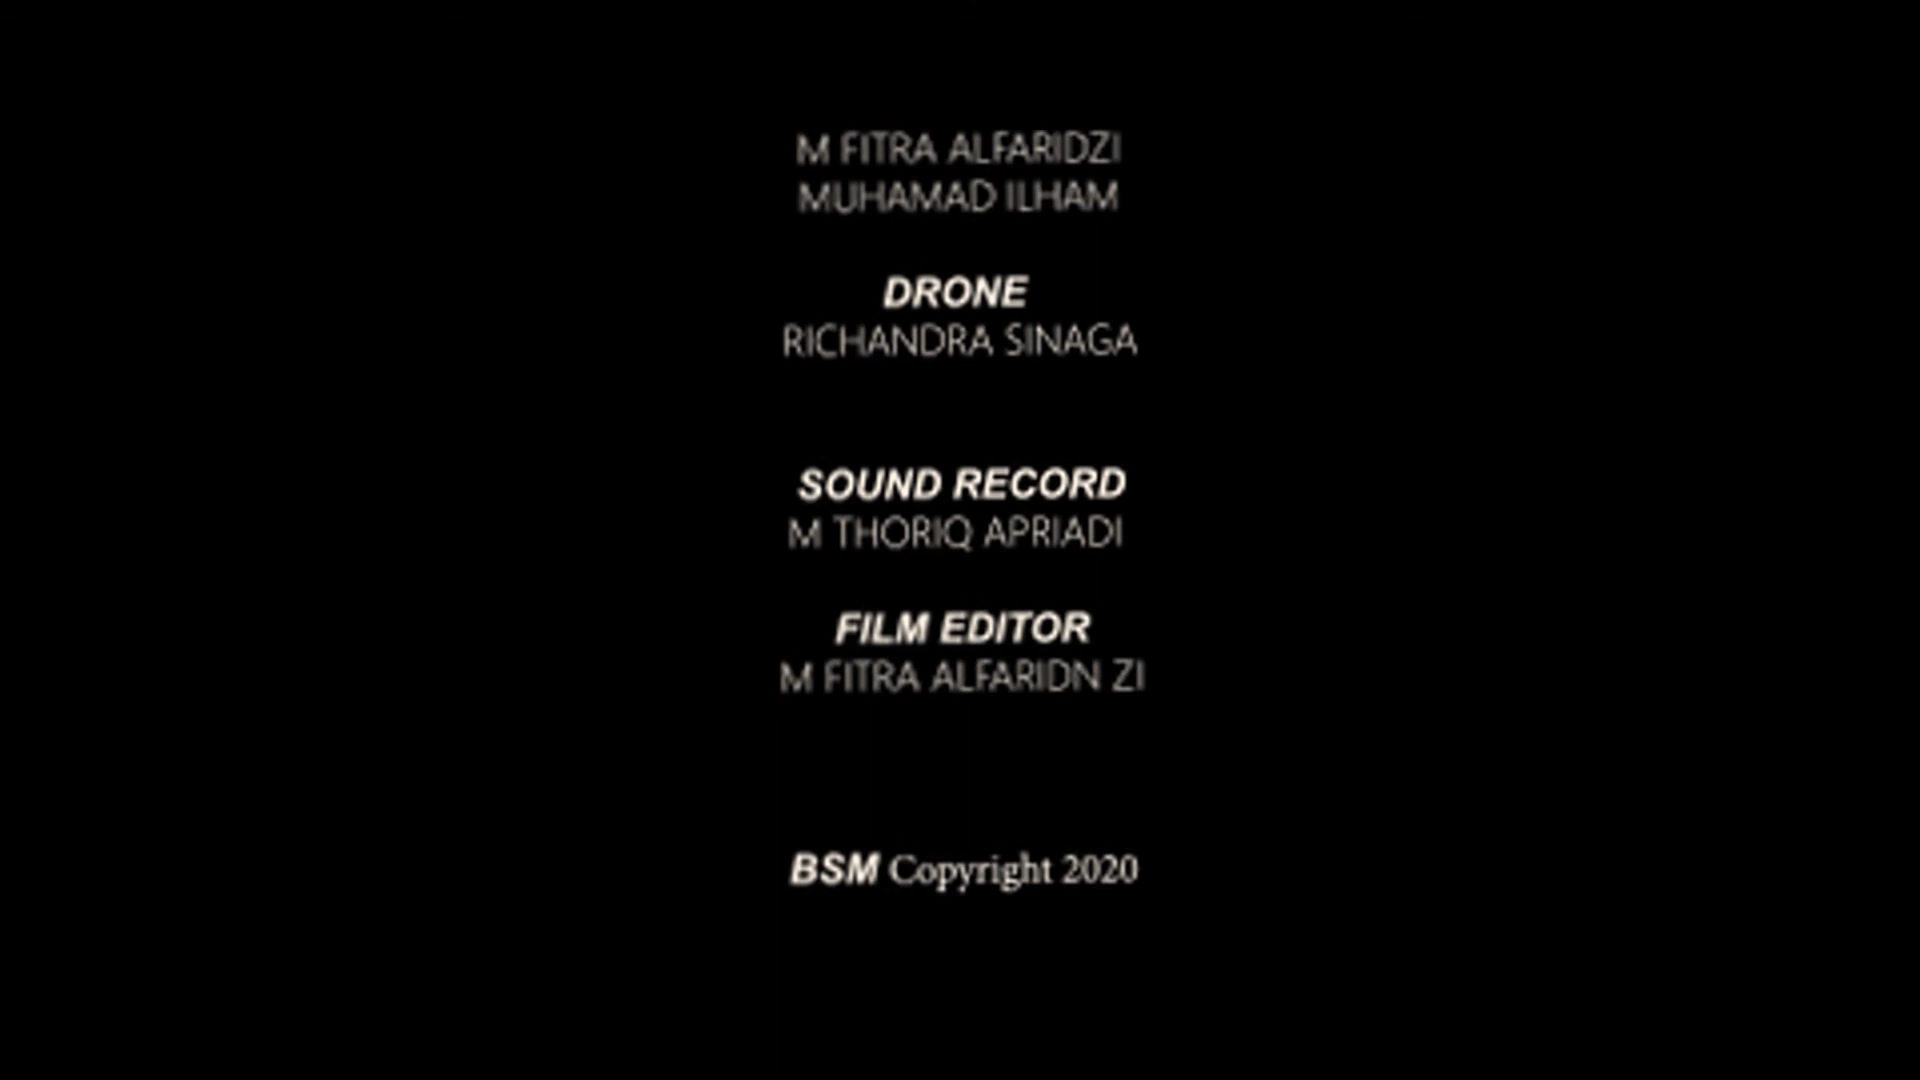 M FITRA ALFARIDZI
MUHAMAD ILHAM
DRONE
RICHANDRA SINAGA
SOUND RECORD
M THORIQ APRIADI
FILM EDITOR
M FITRA ALFARIDN ZI
BSM Copyright 2020